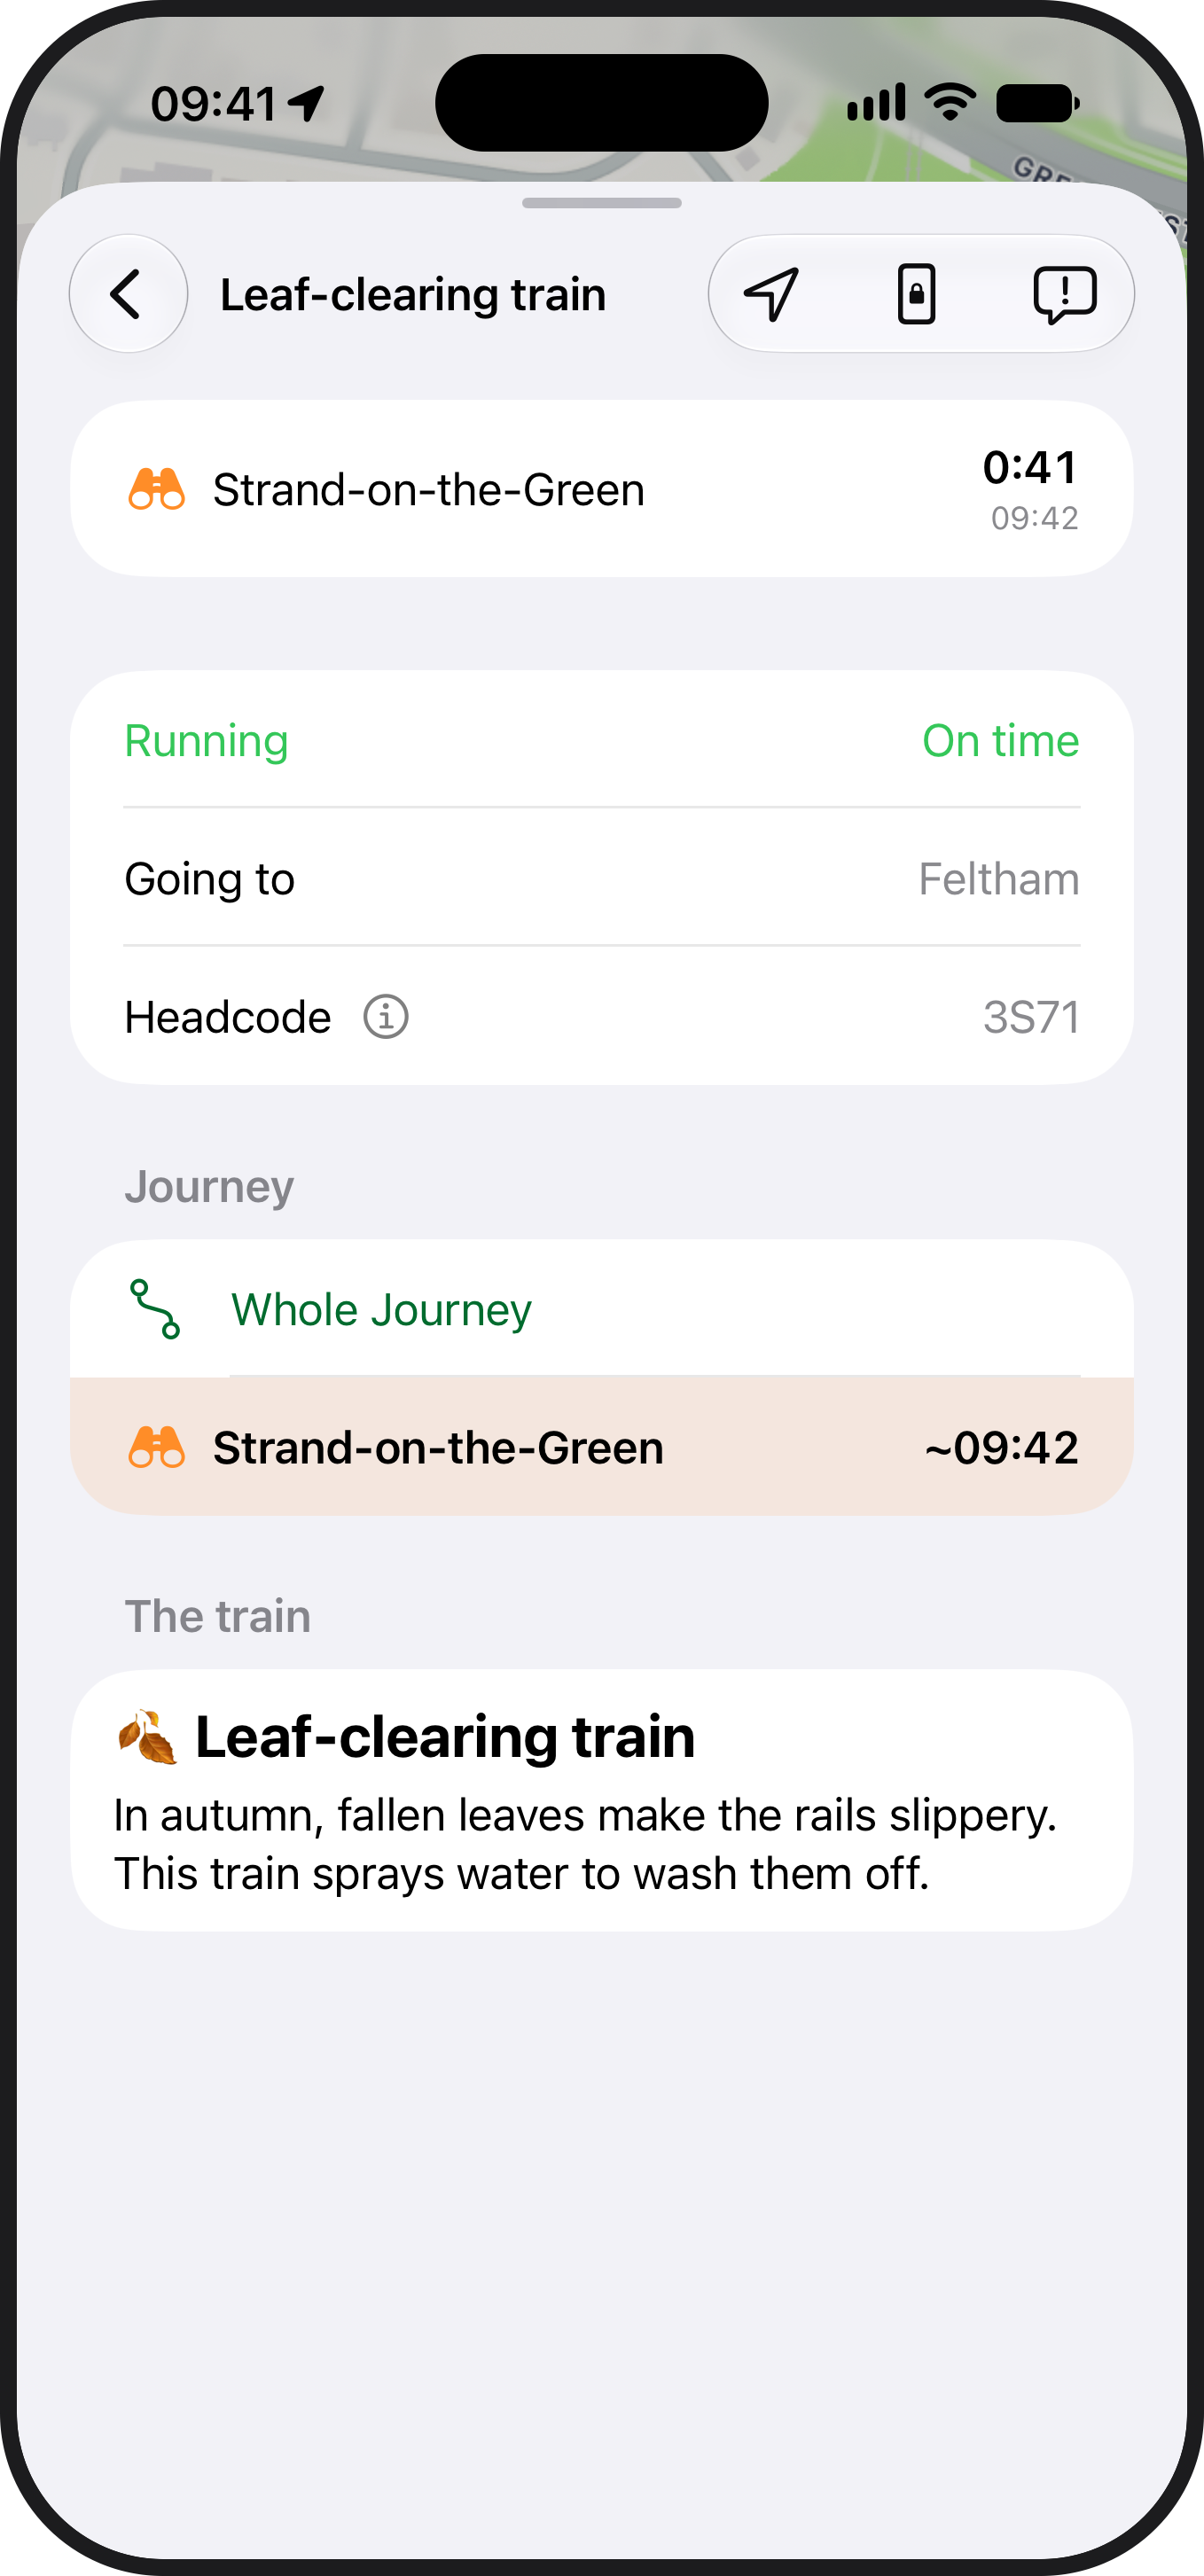 09:41
Leaf-clearing train
Strand-on-the-Green
0:41
09:42
Running
On time
Going to
Feltham
Headcode
3S71
Journey
Whole Journey
Strand-on-the-Green
~09:42
The train
Leaf-clearing train
In autumn, fallen leaves make the rails slippery.
This train sprays water to wash them off.